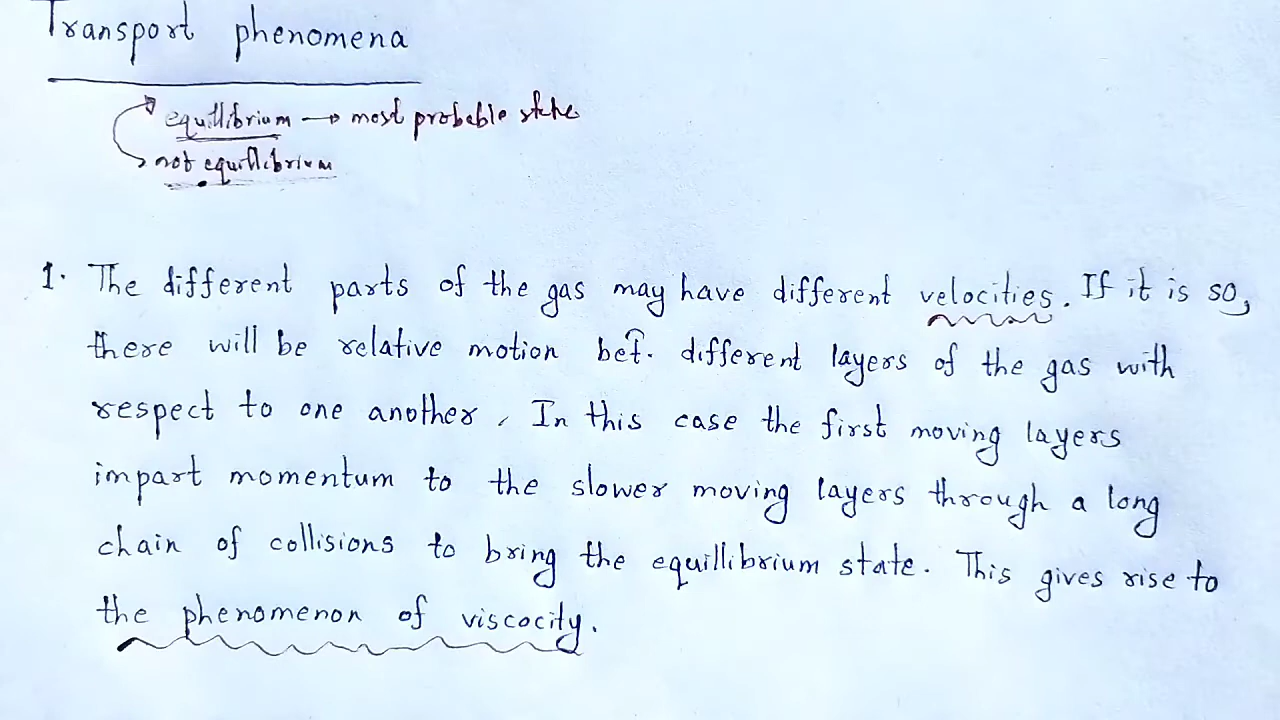 Transport phenomena
equillibrium → most probable state
not equillibrium
1. The different parts of the gas may have different velocities. If it is so,
there will be relative motion bet. different layers of the gas with
respect to one another. In this case the first moving layers
impart momentum to the slower moving layers through a long
chain of collisions to bring the equillibrium state. This gives rise to
the phenomenon of viscocity.